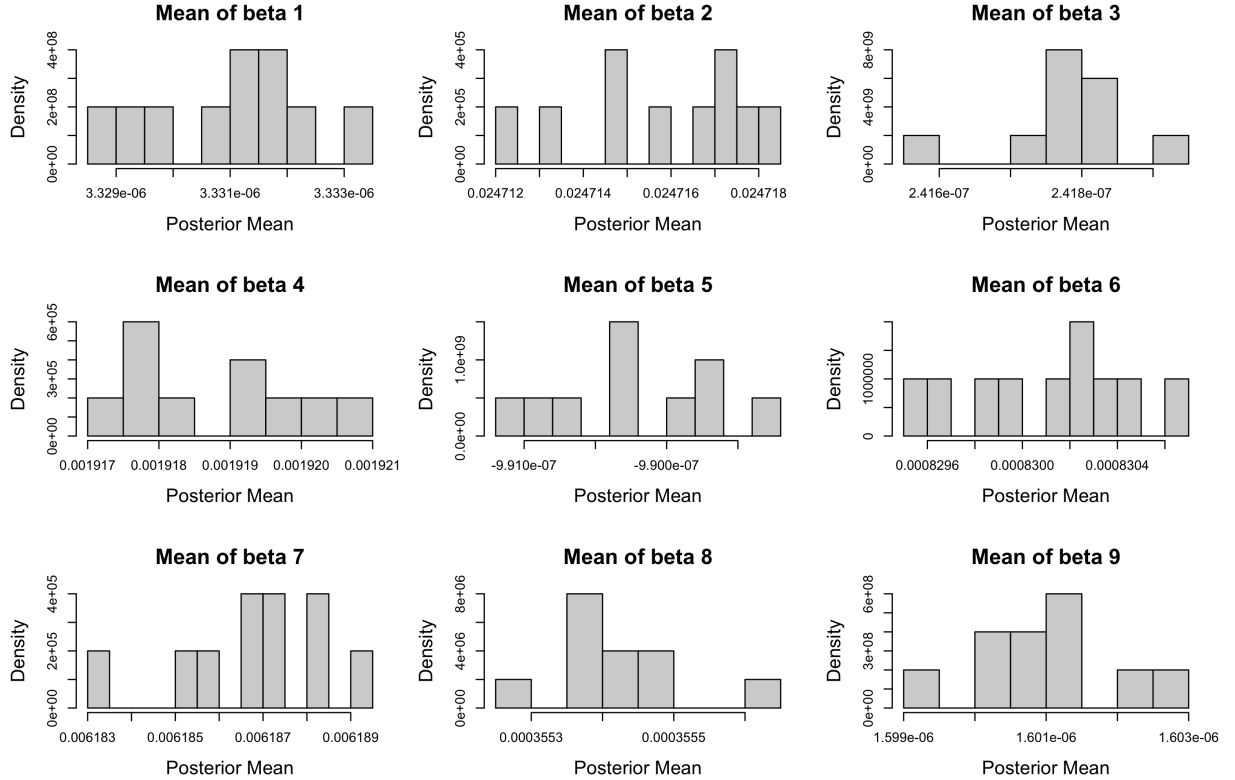 Mean of beta 1
Density
0e+00 2e+08 4e+08
3.329e-06 3.331e-06 3.333e-06
Posterior Mean
Mean of beta 2
Density
0e+00 2e+05 4e+05
0.024712 0.024714 0.024716 0.024718
Posterior Mean
Mean of beta 3
Density
0e+00 4e+09 8e+09
2.416e-07 2.418e-07
Posterior Mean
Mean of beta 4
Density
0e+00 3e+05 6e+05
0.001917 0.001918 0.001919 0.001920 0.001921
Posterior Mean
Mean of beta 5
Density
0.0e+00 1.0e+09
-9.910e-07 -9.900e-07
Posterior Mean
Mean of beta 6
Density
0 1000000
0.0008296 0.0008300 0.0008304
Posterior Mean
Mean of beta 7
Density
0e+00 2e+05 4e+05
0.006183 0.006185 0.006187 0.006189
Posterior Mean
Mean of beta 8
Density
0e+00 4e+06 8e+06
0.0003553 0.0003555
Posterior Mean
Mean of beta 9
Density
0e+00 3e+08 6e+08
1.599e-06 1.601e-06 1.603e-06
Posterior Mean